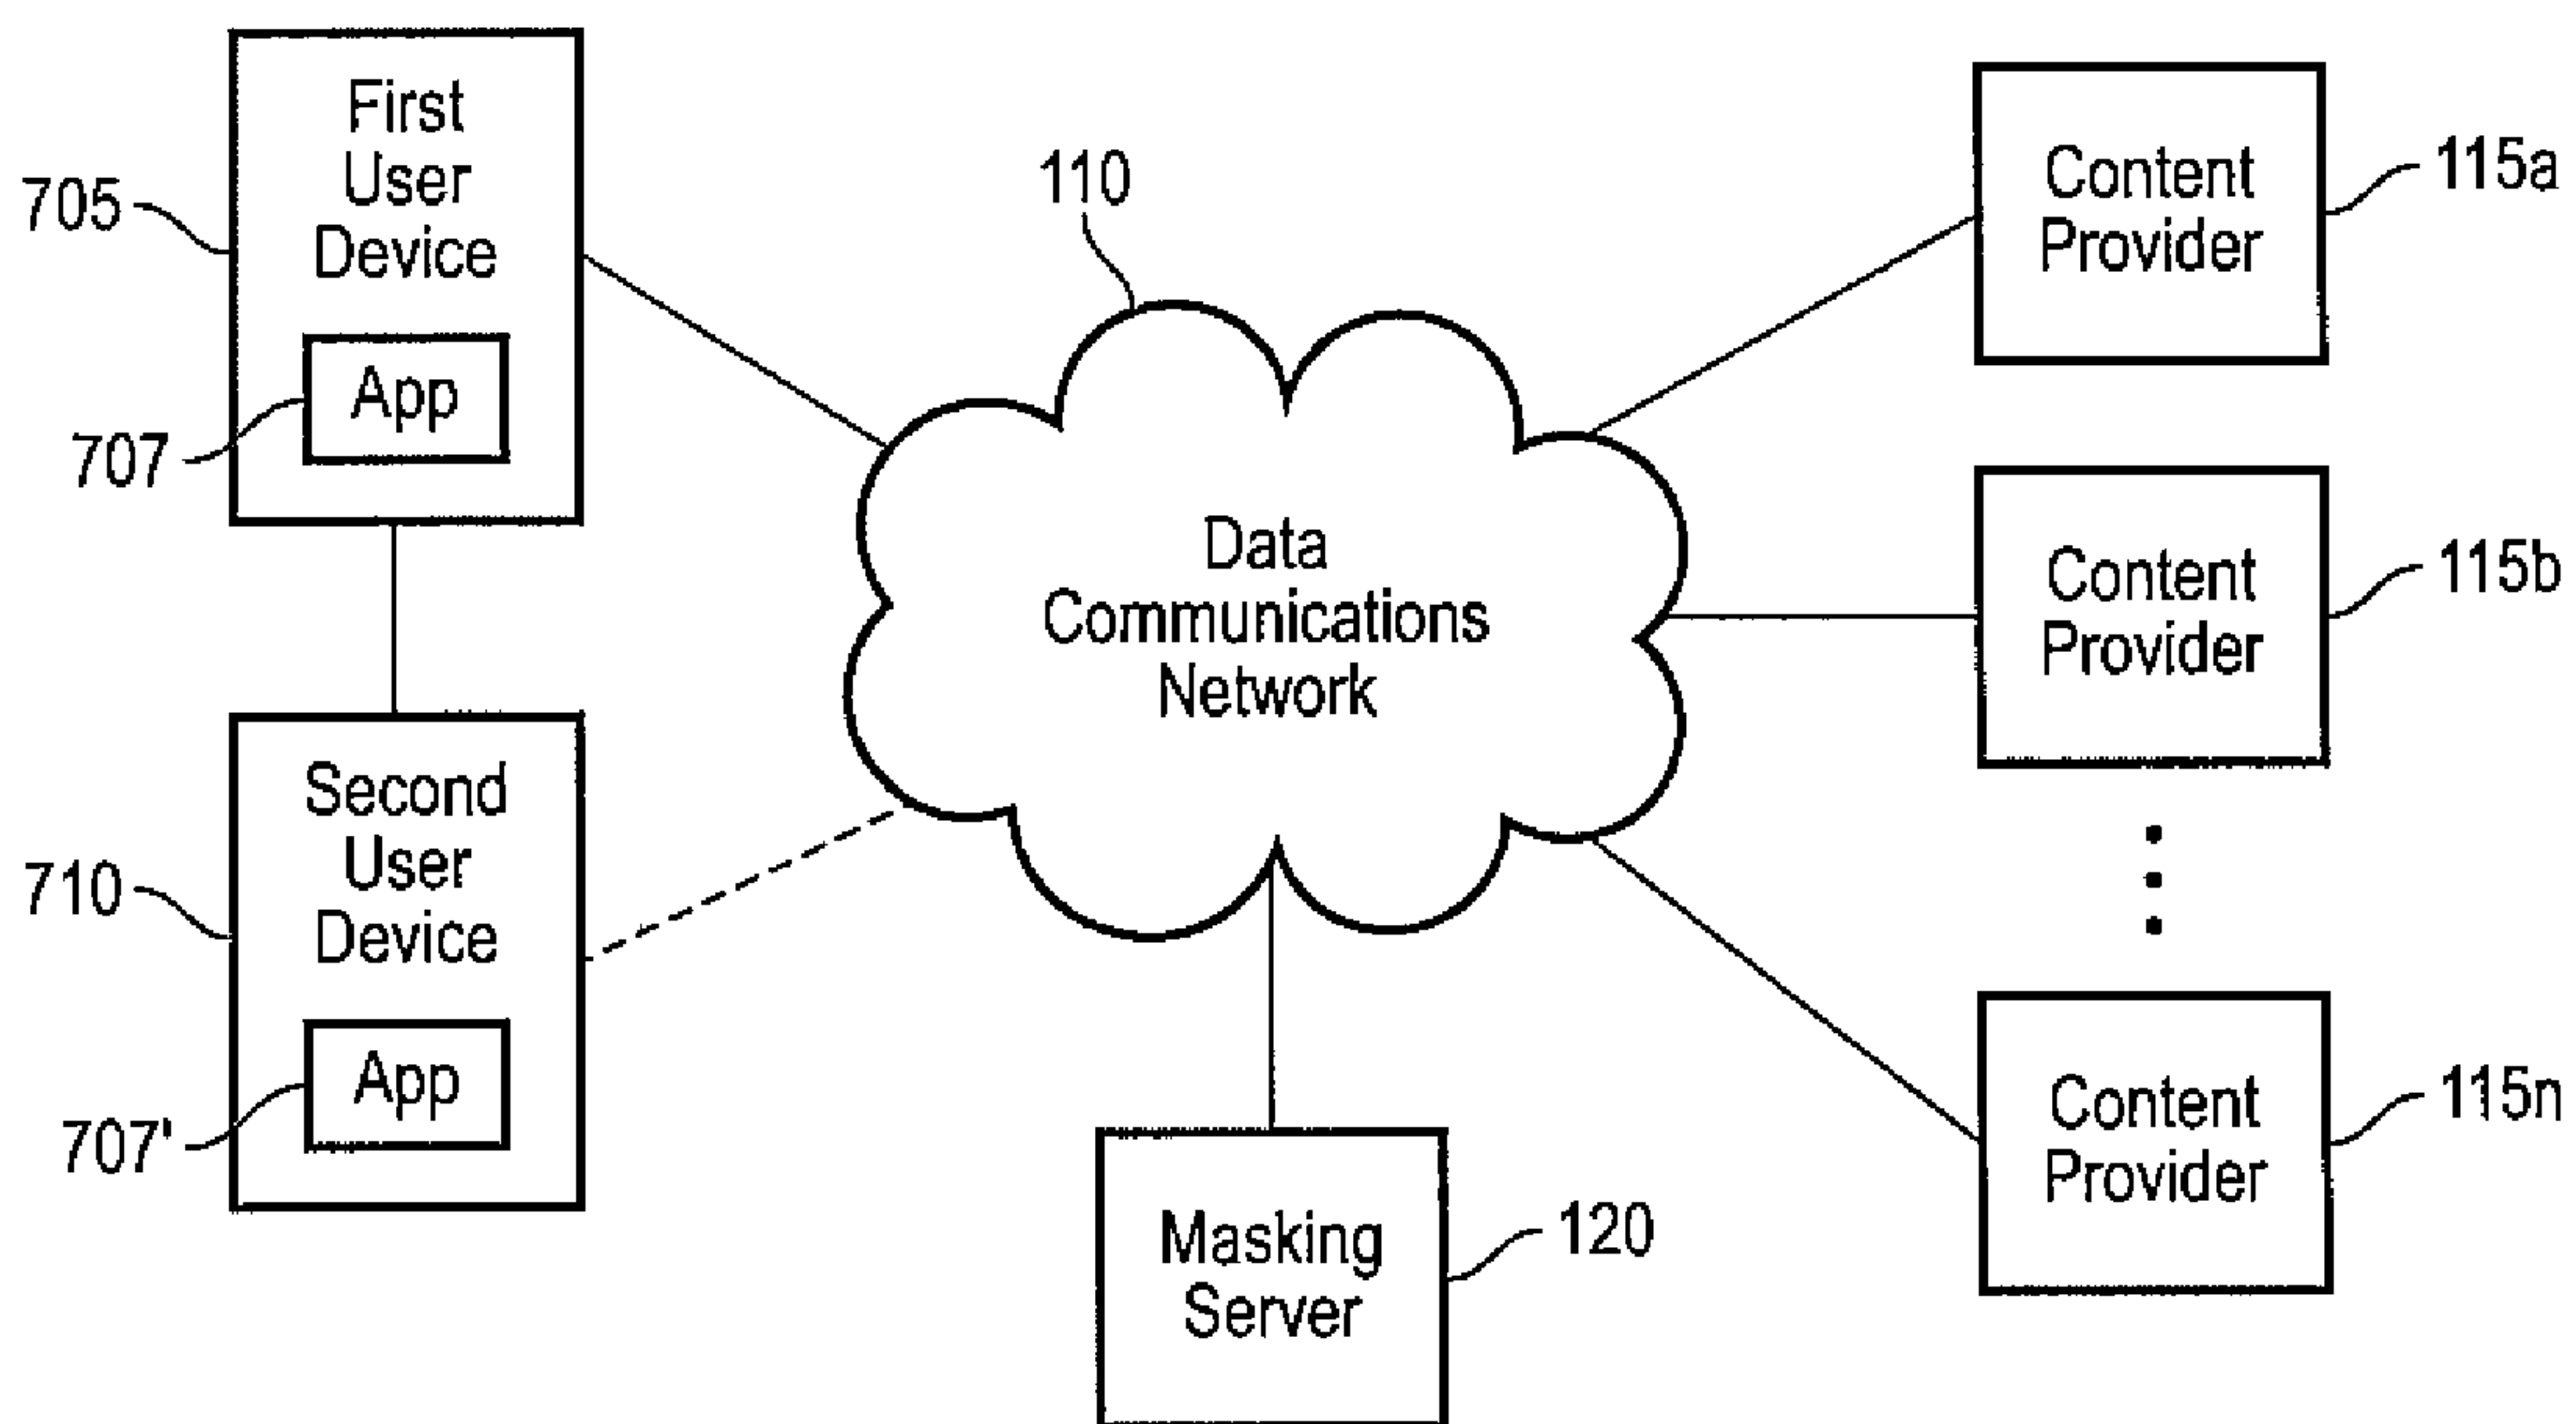 First
User
Device
705
App
707
Second
User
Device
710
App
707'
110
Data
Communications
Network
Masking
Server
120
Content
Provider
115a
Content
Provider
115b
Content
Provider
115n